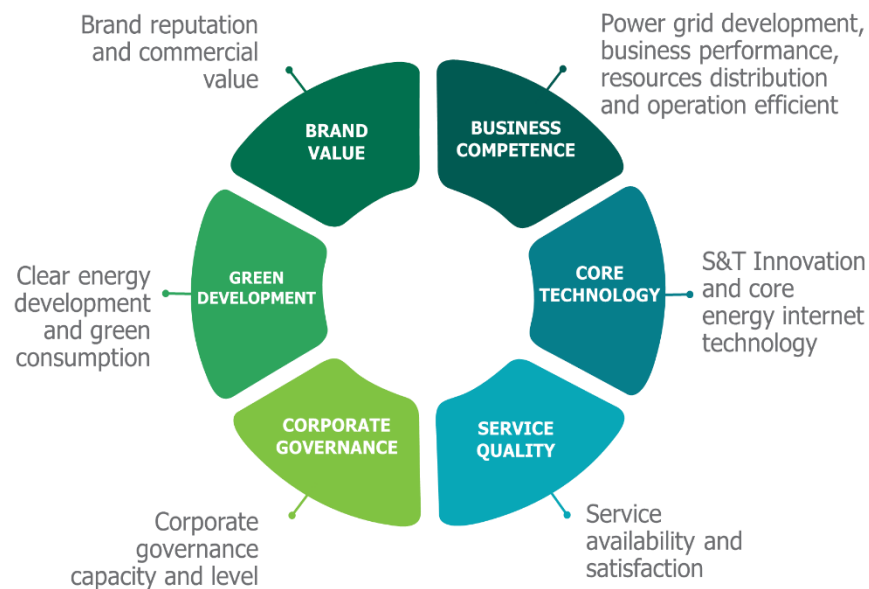 Brand reputation
and commercial
value
Power grid development,
business performance,
resources distribution
and operation efficient
BRAND
VALUE
BUSINESS
COMPETENCE
Clear energy
development
and green
consumption
GREEN
DEVELOPMENT
CORE
TECHNOLOGY
S&T Innovation
and core
energy internet
technology
CORPORATE
GOVERNANCE
SERVICE
QUALITY
Corporate
governance
capacity and level
Service
availability and
satisfaction